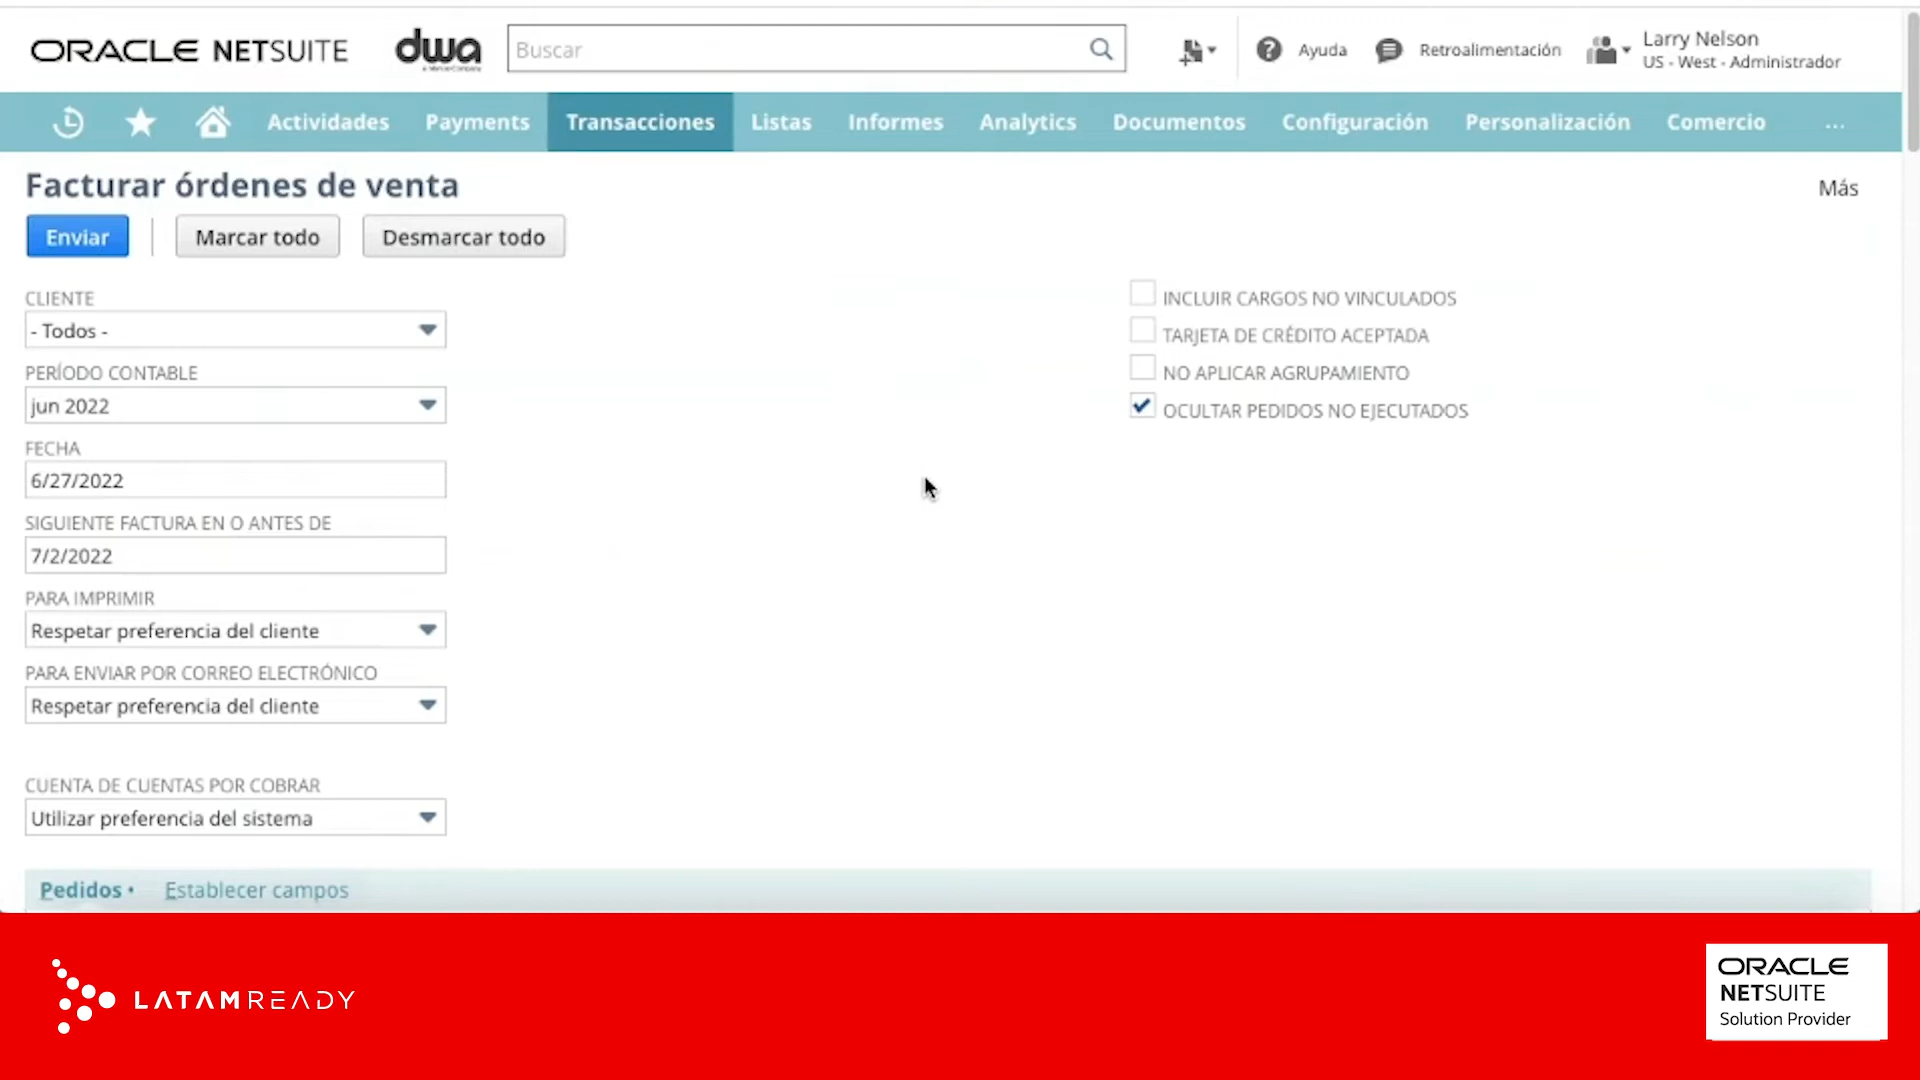 ORACLE NETSUITE
dwa
Buscar
Ayuda
Retroalimentación
Larry Nelson
US - West - Administrador
Actividades
Payments
Transacciones
Listas
Informes
Analytics
Documentos
Configuración
Personalización
Comercio
...
Facturar órdenes de venta
Más
Enviar
Marcar todo
Desmarcar todo
CLIENTE
- Todos -
PERÍODO CONTABLE
jun 2022
FECHA
6/27/2022
SIGUIENTE FACTURA EN O ANTES DE
7/2/2022
PARA IMPRIMIR
Respetar preferencia del cliente
PARA ENVIAR POR CORREO ELECTRÓNICO
Respetar preferencia del cliente
CUENTA DE CUENTAS POR COBRAR
Utilizar preferencia del sistema
INCLUIR CARGOS NO VINCULADOS
TARJETA DE CRÉDITO ACEPTADA
NO APLICAR AGRUPAMIENTO
OCULTAR PEDIDOS NO EJECUTADOS
Pedidos •
Establecer campos
LATAMREADY
ORACLE
NETSUITE
Solution Provider